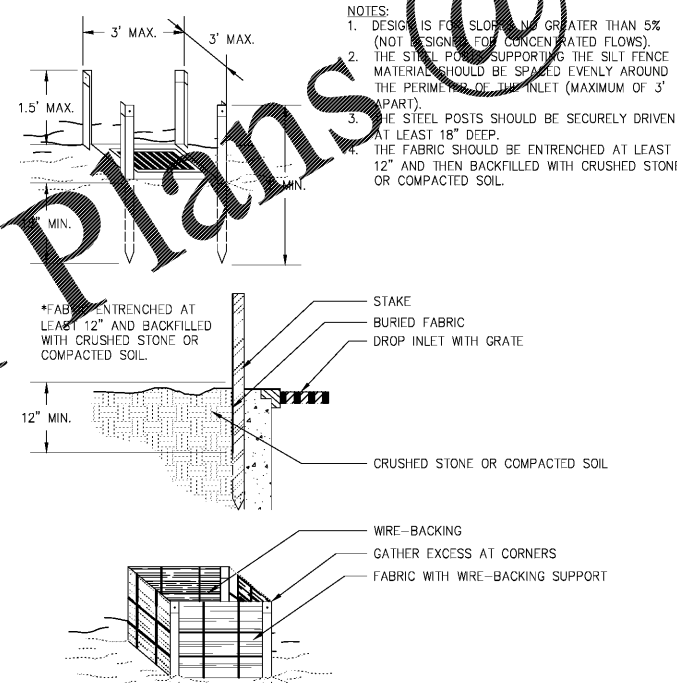 NOTES:
1. DESIGN IS FOR SLOPES NO GREATER THAN 5%
(NOT DESIGNED FOR CONCENTRATED FLOWS).
2. THE STEEL POSTS SUPPORTING THE SILT FENCE
MATERIAL SHOULD BE SPACED EVENLY AROUND
THE PERIMETER OF THE INLET (MAXIMUM OF 3'
APART).
3. THE STEEL POSTS SHOULD BE SECURELY DRIVEN
AT LEAST 18" DEEP.
4. THE FABRIC SHOULD BE ENTRENCHED AT LEAST
12" AND THEN BACKFILLED WITH CRUSHED STONE
OR COMPACTED SOIL.
3' MAX.
3' MAX.
1.5' MAX.
MIN.
MIN.
Plans @
*FABRIC ENTRENCHED AT
LEAST 12" AND BACKFILLED
WITH CRUSHED STONE OR
COMPACTED SOIL.
12" MIN.
STAKE
BURIED FABRIC
DROP INLET WITH GRATE
CRUSHED STONE OR COMPACTED SOIL
WIRE-BACKING
GATHER EXCESS AT CORNERS
FABRIC WITH WIRE-BACKING SUPPORT